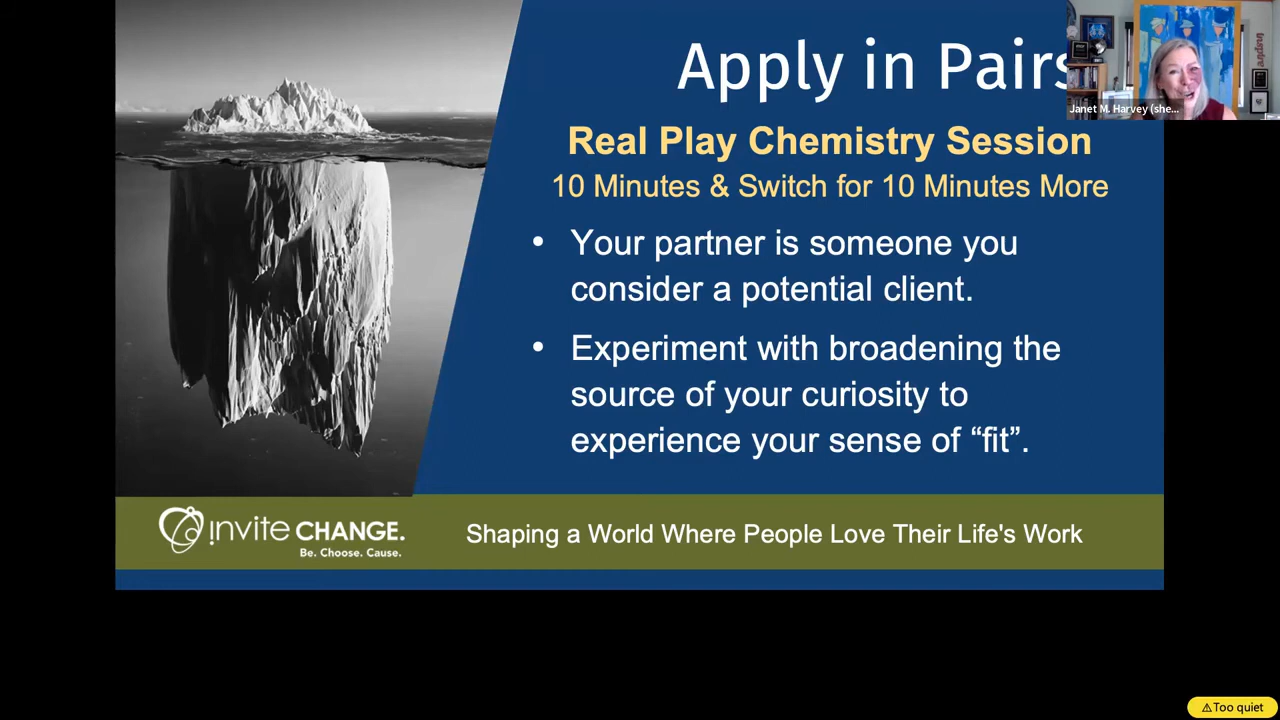 Apply in Pairs
Janet M. Harvey (she...
inspire
Real Play Chemistry Session
10 Minutes & Switch for 10 Minutes More
• Your partner is someone you
consider a potential client.
• Experiment with broadening the
source of your curiosity to
experience your sense of “fit”.
invite CHANGE.
Be. Choose. Cause.
Shaping a World Where People Love Their Life's Work
⚠Too quiet